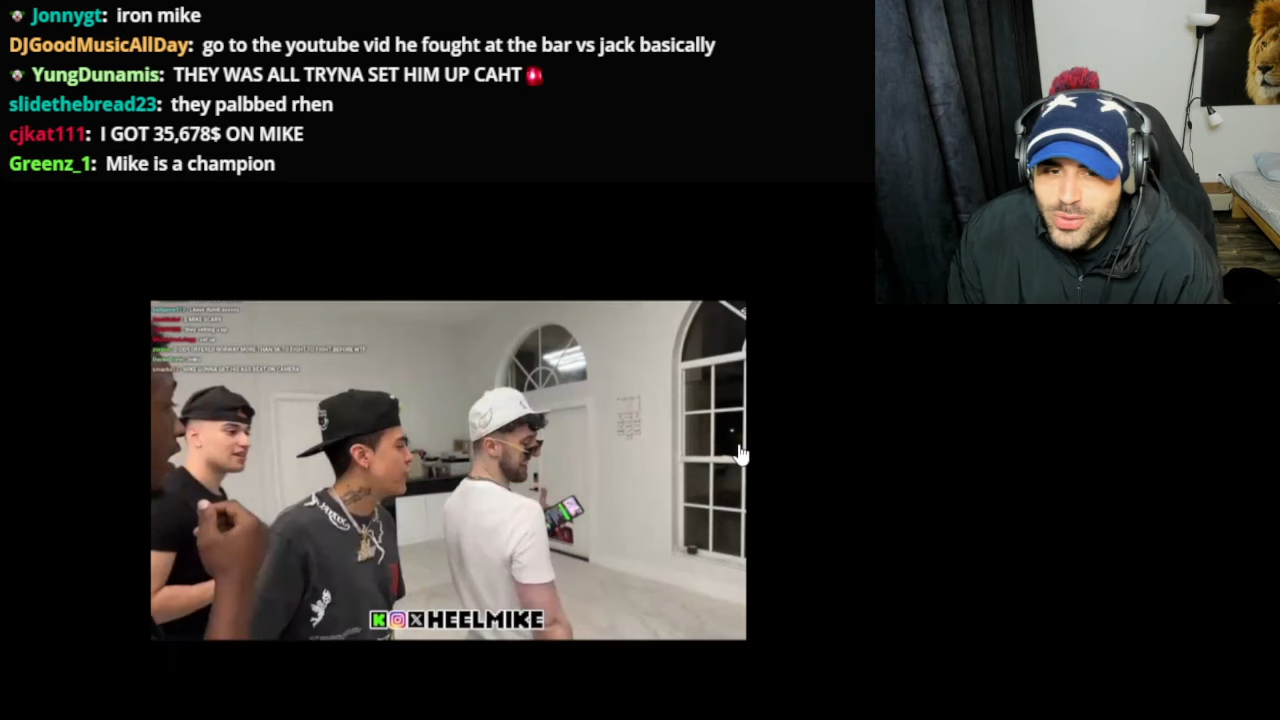 Jonnygt: iron mike
DJGoodMusicAllDay: go to the youtube vid he fought at the bar vs jack basically
YungDunamis: THEY WAS ALL TRYNA SET HIM UP CAHT
slidethebread23: they palbbed rhen
cjkat111: I GOT 35,678$ ON MIKE
Greenz_1: Mike is a champion
HEELMIKE